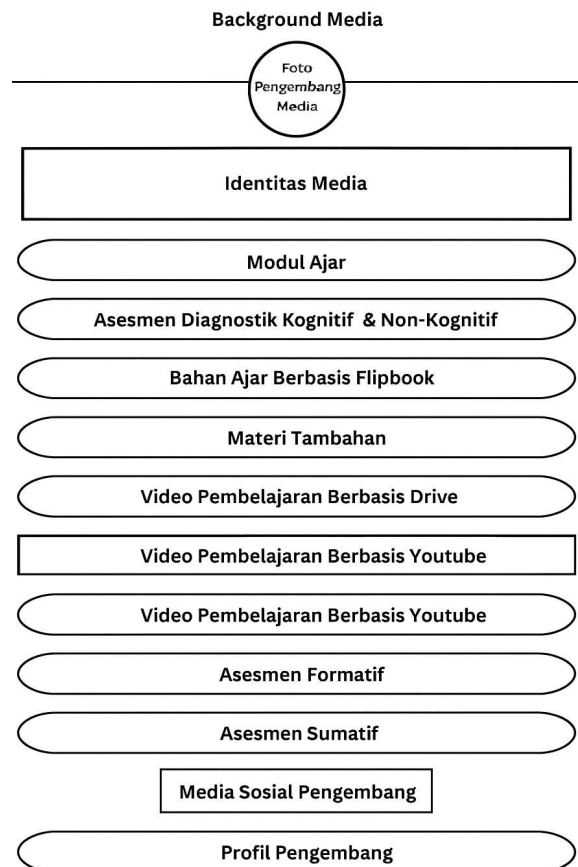 Background Media
Foto
Pengembang
Media
Identitas Media
Modul Ajar
Asesmen Diagnostik Kognitif & Non-Kognitif
Bahan Ajar Berbasis Flipbook
Materi Tambahan
Video Pembelajaran Berbasis Drive
Video Pembelajaran Berbasis Youtube
Video Pembelajaran Berbasis Youtube
Asesmen Formatif
Asesmen Sumatif
Media Sosial Pengembang
Profil Pengembang